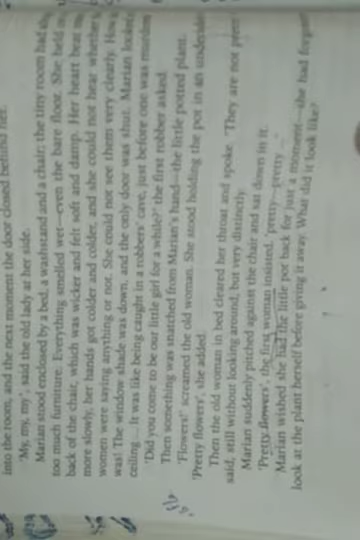 into the room, and the next moment the door closed behind her.
'My, my, my', said the old lady at her side.
Marian stood enclosed by a bed, a washstand and a chair; the tiny room had
too much furniture. Everything smelled wet—even the bare floor. She held
back of the chair, which was wicker and felt soft and damp. Her heart beat
more slowly, her hands got colder and colder, and she could not hear whether
women were saying anything or not. She could not see them very clearly. How
was! The window shade was down, and the only door was shut. Marian looked
ceiling ... It was like being caught in a robbers' cave, just before one was
'Did you come to be our little girl for a while?' the first robber asked.
Then something was snatched from Marian's hand—the little potted plant.
'Flowers!' screamed the old woman. She stood holding the pot in an
'Pretty flowers', she added.
Then the old woman in bed cleared her throat and spoke. 'They are not
said, still without looking around, but very distinctly.
Marian suddenly pitched against the chair and sat down in it.
'Pretty flowers', the first woman insisted. 'pretty—pretty ...'
Marian wished she had the little pot back for just a moment—she had
look at the plant herself before giving it away. What did it look like?